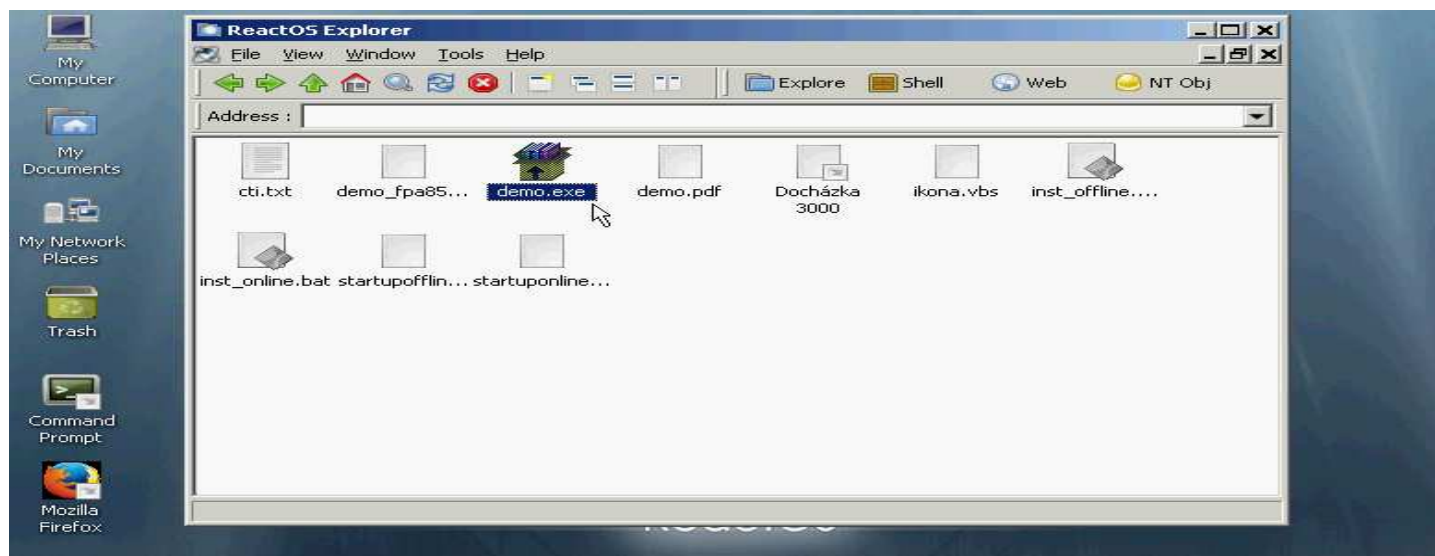 My
Computer
My
Documents
My Network
Places
Trash
Command
Prompt
Mozilla
Firefox
ReactOS Explorer
File View Window Tools Help
Explore Shell Web NT Obj
Address :
cti.txt demo_fpa85... demo.exe demo.pdf Docházka
3000 ikona.vbs inst_offline....
inst_online.bat startupofflin... startuponline...